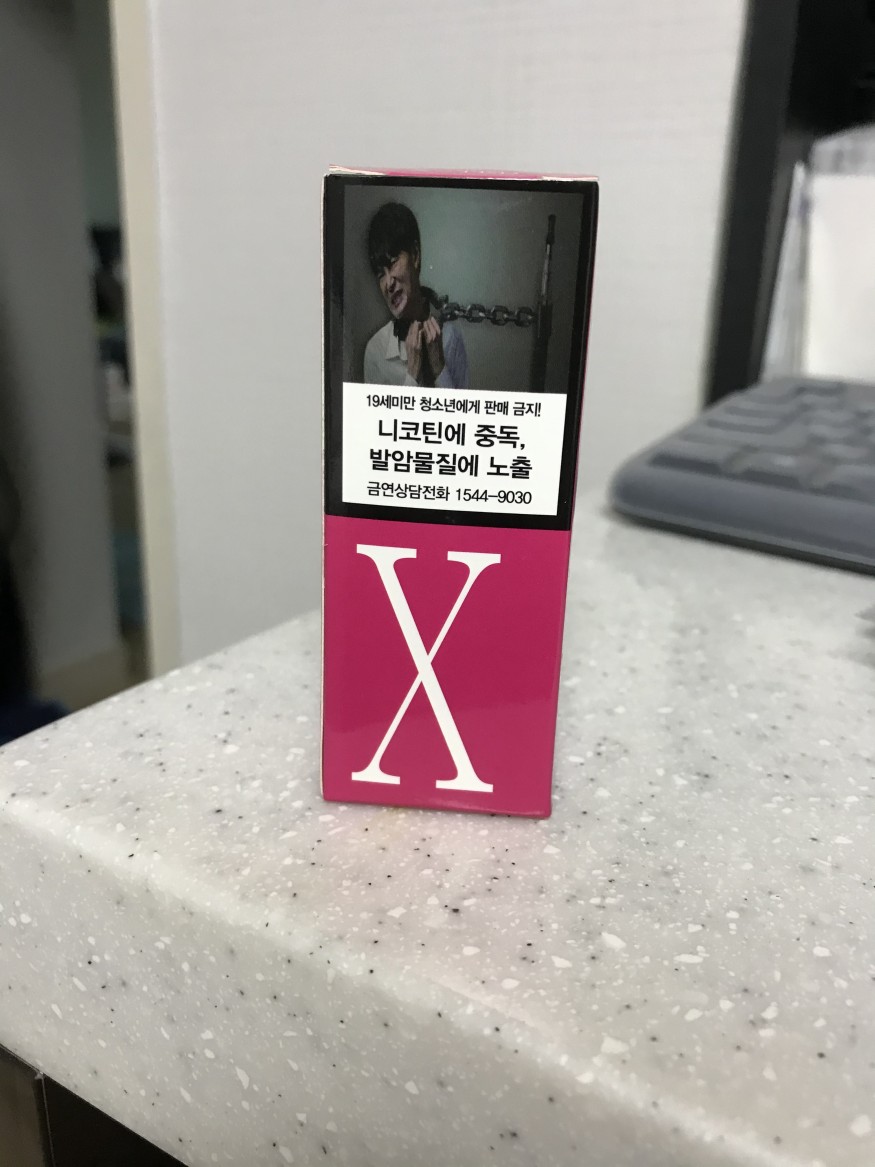 19세미만 청소년에게 판매 금지!
니코틴에 중독,
발암물질에 노출
금연상담전화 1544-9030
X